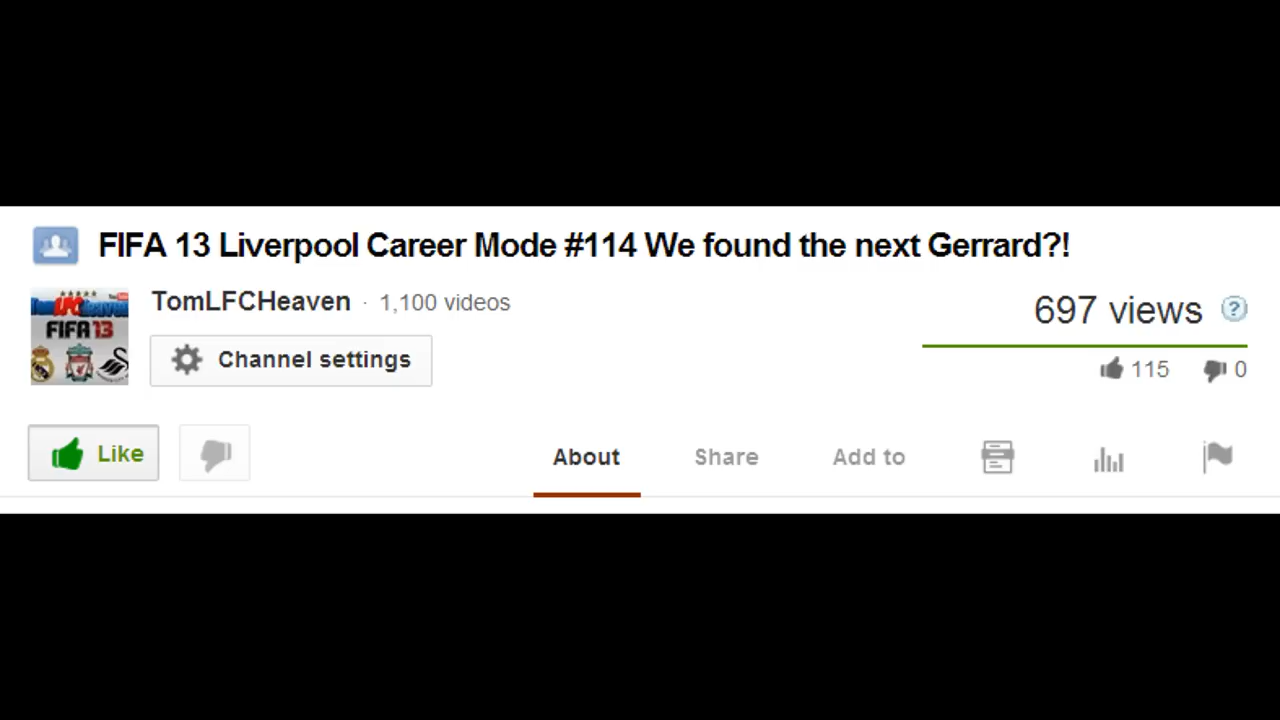 FIFA 13 Liverpool Career Mode #114 We found the next Gerrard?!
TomLFCHeaven · 1,100 videos
697 views ?
TomLFCHeaven
FIFA 13
Channel settings
115 0
Like
About Share Add to